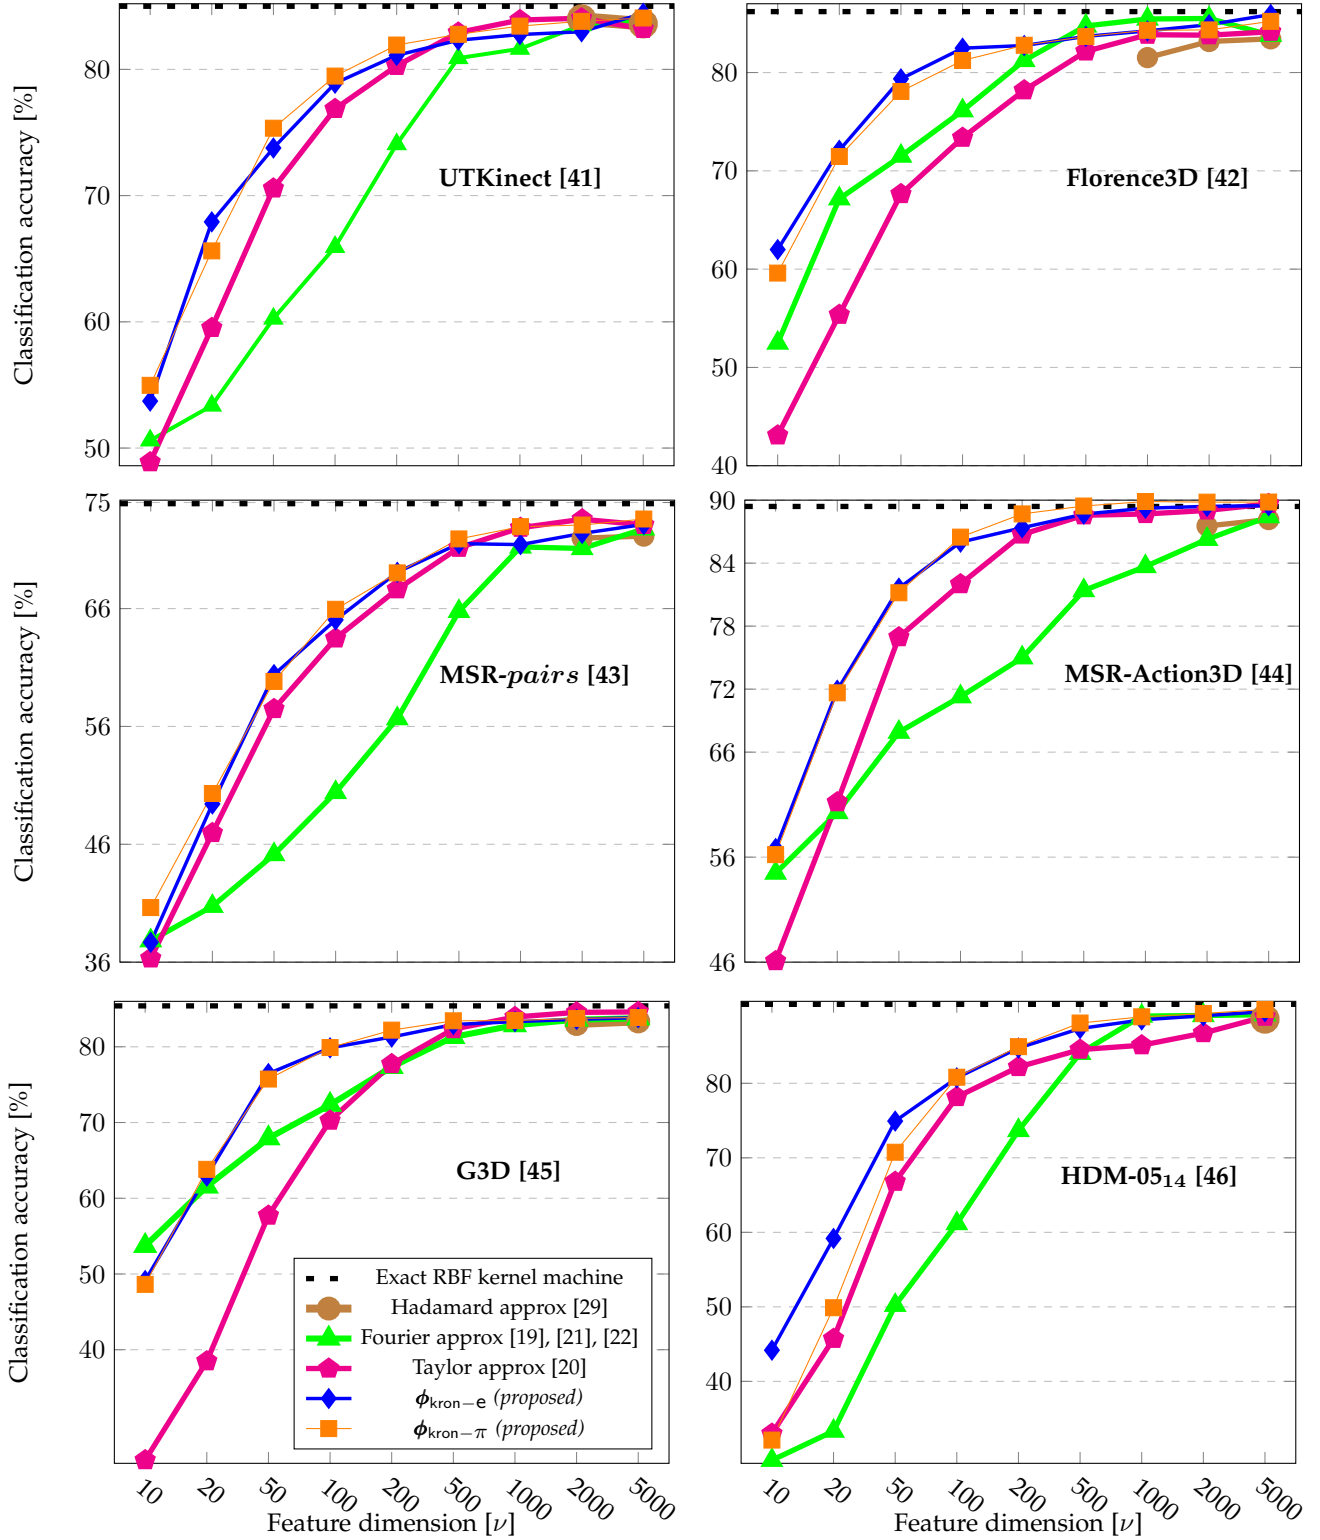 Classification accuracy [%]
80
70
60
50
UTKinect [41]
80
70
60
50
40
Florence3D [42]
Classification accuracy [%]
75
66
56
46
36
MSR-pairs [43]
90
84
78
72
66
56
46
MSR-Action3D [44]
Classification accuracy [%]
80
70
60
50
40
G3D [45]
Exact RBF kernel machine
Hadamard approx [29]
Fourier approx [19], [21], [22]
Taylor approx [20]
ϕkron−e (proposed)
ϕkron−π (proposed)
10 20 50 100 200 500 1000 2000 5000
Feature dimension [ν]
80
70
60
50
40
HDM-05₁₄ [46]
10 20 50 100 200 500 1000 2000 5000
Feature dimension [ν]